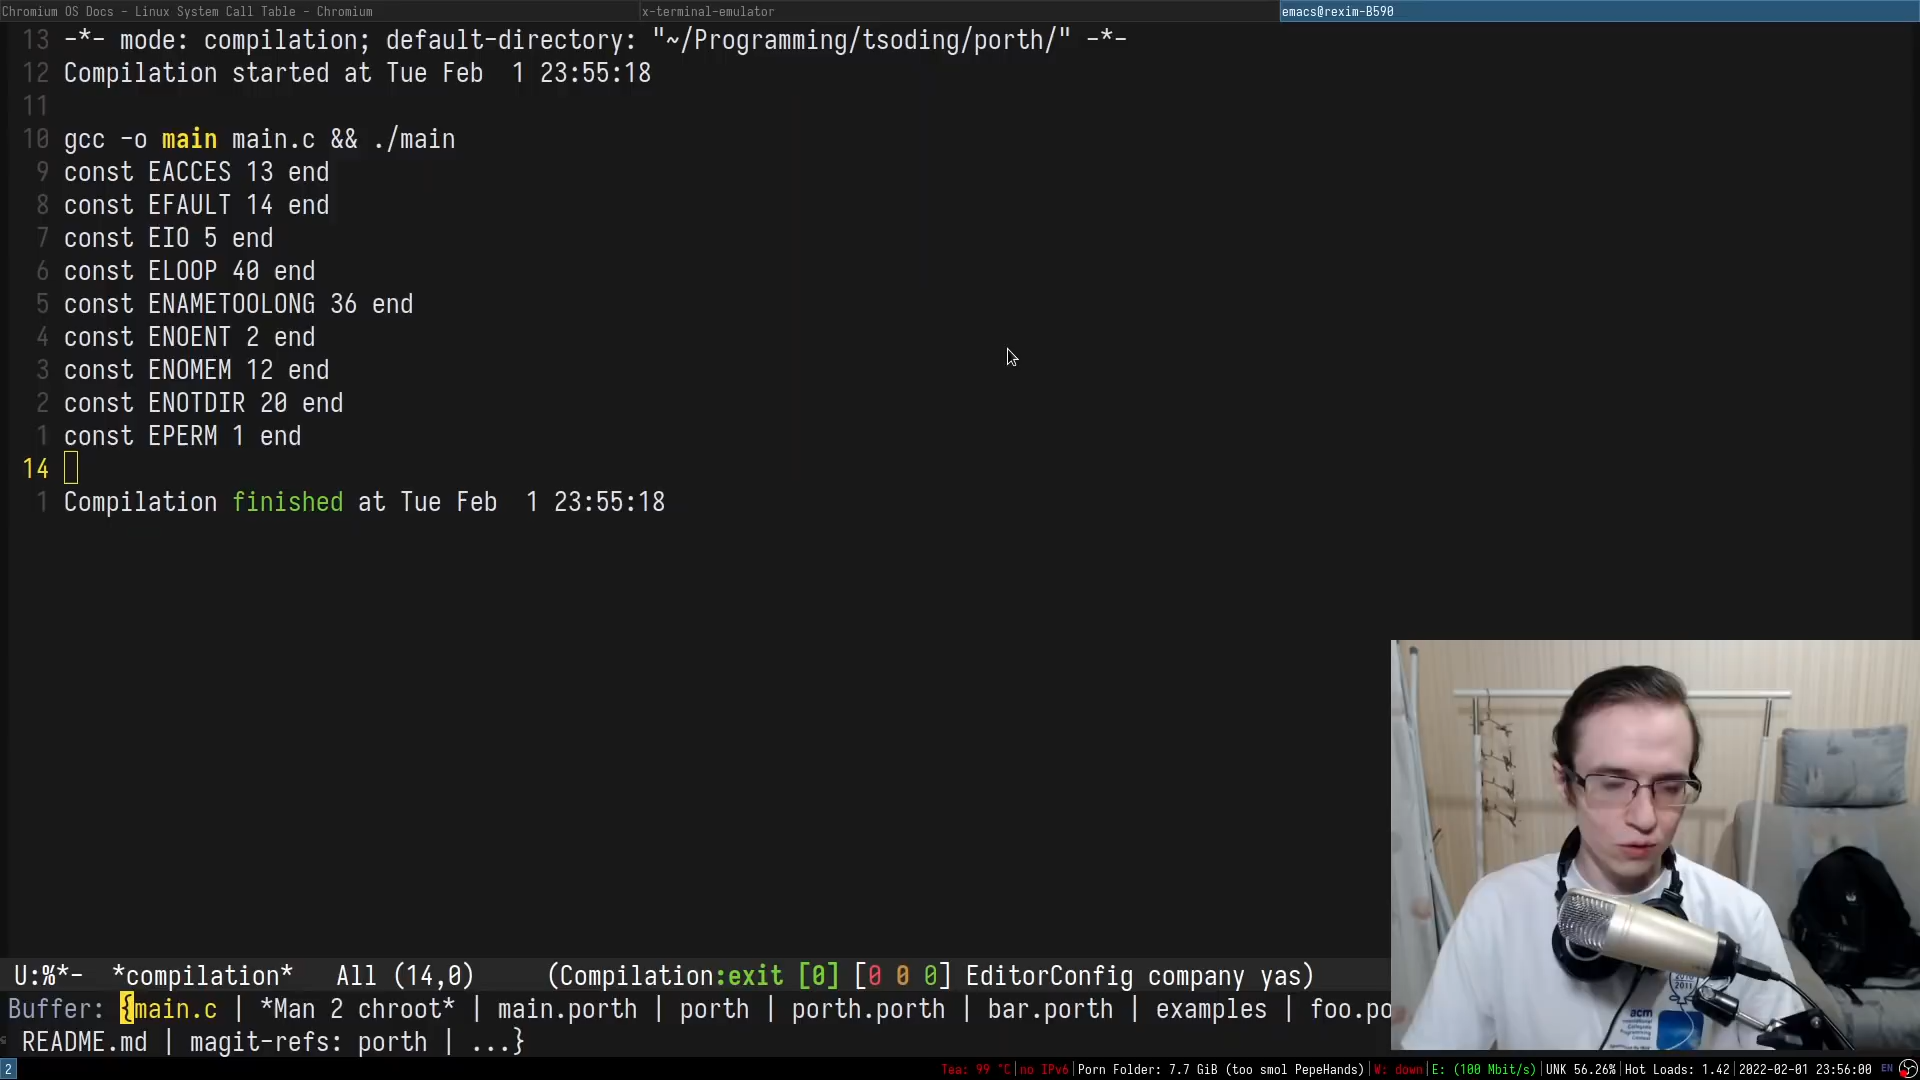 Chromium OS Docs - Linux System Call Table - Chromium
x-terminal-emulator
emacs@rexim-B590
13 -*- mode: compilation; default-directory: "~/Programming/tsoding/porth/" -*-
12 Compilation started at Tue Feb  1 23:55:18
11
10 gcc -o main main.c && ./main
9 const EACCES 13 end
8 const EFAULT 14 end
7 const EIO 5 end
6 const ELOOP 40 end
5 const ENAMETOOLONG 36 end
4 const ENOENT 2 end
3 const ENOMEM 12 end
2 const ENOTDIR 20 end
1 const EPERM 1 end
14
1 Compilation finished at Tue Feb  1 23:55:18
U:%*-  *compilation*   All (14,0)     (Compilation:exit [0] [0 0 0] EditorConfig company yas)
Buffer: {main.c | *Man 2 chroot* | main.porth | porth | porth.porth | bar.porth | examples | foo.po
README.md | magit-refs: porth | ...}
acm
2011
2 Tea: 99 °C|no IPv6|Porn Folder: 7.7 GiB (too smol PepeHands)|W: down|E: (100 Mbit/s)|UNK 56.26%|Hot Loads: 1.42|2022-02-01 23:56:00 EN